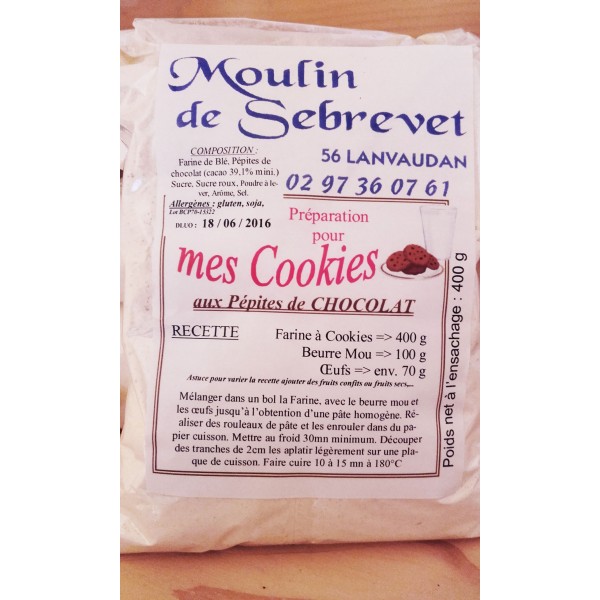 Moulin
de Sebrevet
COMPOSITION :
Farine de Blé, Pépites de
chocolat (cacao 39,1% mini.)
Sucre, Sucre roux, Poudre à le-
ver, Arôme, Sel.
Allergènes : gluten, soja,
Lot BCP70-15322
DLUO : 18 / 06 / 2016
56 LANVAUDAN
02 97 36 07 61
Préparation
pour
mes Cookies
aux Pépites de CHOCOLAT
RECETTE
Farine à Cookies => 400 g
Beurre Mou => 100 g
Œufs => env. 70 g
Astuce pour varier la recette ajouter des fruits confits ou fruits secs,...
Mélanger dans un bol la Farine, avec le beurre mou et
les œufs jusqu'à l'obtention d'une pâte homogène. Ré-
aliser des rouleaux de pâte et les enrouler dans du pa-
pier cuisson. Mettre au froid 30mn minimum. Découper
des tranches de 2cm les aplatir légèrement sur une pla-
que de cuisson. Faire cuire 10 à 15 mn à 180°C
Poids net à l'ensachage : 400 g